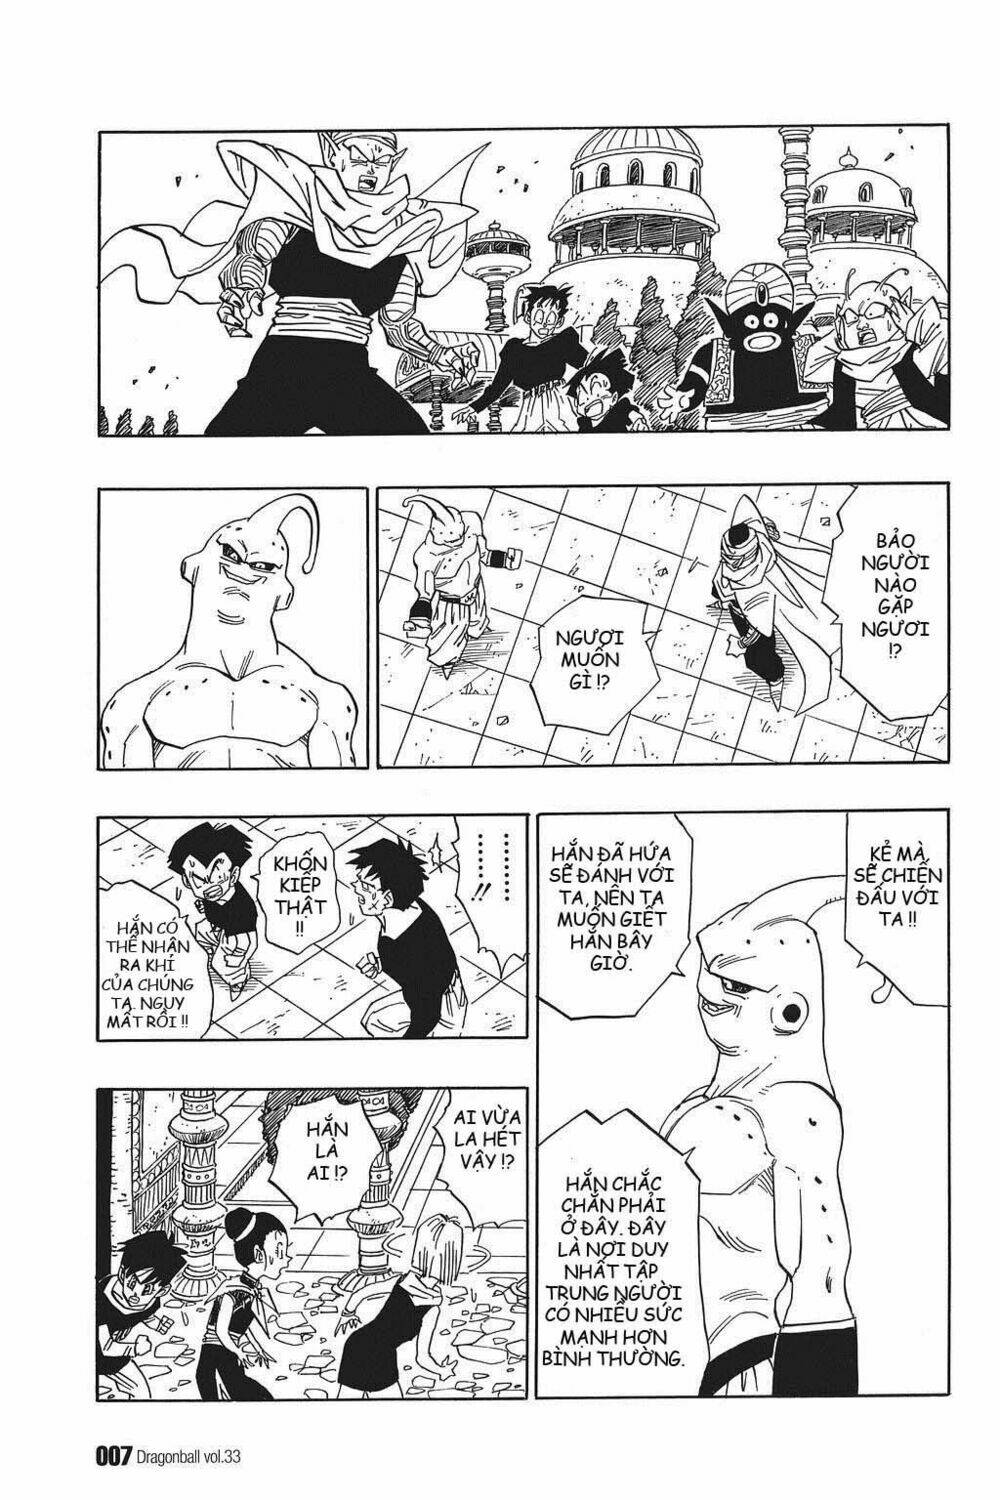 BẢO
NGƯỜI
NÀO
GẶP
NGƯƠI
!?
NGƯƠI
MUỐN
GÌ !?
KẺ MÀ
SẼ CHIẾN
ĐẤU VỚI
TA !!
HẮN ĐÃ HỨA
SẼ ĐÁNH VỚI
TA, NÊN TA
MUỐN GIẾT
HẮN BÂY
GIỜ.
HẮN CHẮC
CHẮN PHẢI
Ở ĐÂY. ĐÂY
LÀ NƠI DUY
NHẤT TẬP
TRUNG NGƯỜI
CÓ NHIỀU SỨC
MẠNH HƠN
BÌNH THƯỜNG.
......!!
KHỐN
KIẾP
THẬT
!!
HẮN CÓ
THỂ NHẬN
RA KHÍ
CỦA CHÚNG
TA. NGUY
MẤT RỒI !!
AI VỪA
LA HÉT
VẬY !?
HẮN
LÀ
AI !?
007 Dragonball vol.33